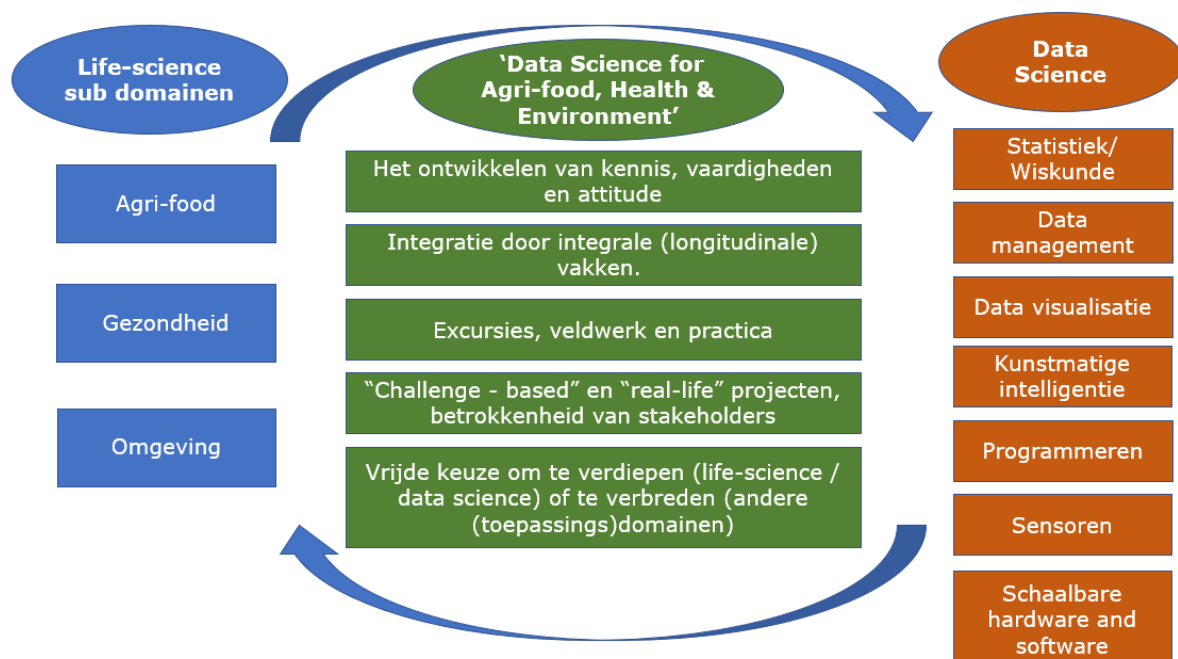 Life-science
sub domainen
Agri-food
Gezondheid
Omgeving
‘Data Science for
Agri-food, Health &
Environment’
Het ontwikkelen van kennis, vaardigheden
en attitude
Integratie door integrale (longitudinale)
vakken.
Excursies, veldwerk en practica
“Challenge - based” en “real-life” projecten,
betrokkenheid van stakeholders
Vrijde keuze om te verdiepen (life-science /
data science) of te verbreden (andere
(toepassings)domainen)
Data
Science
Statistiek/
Wiskunde
Data
management
Data visualisatie
Kunstmatige
intelligentie
Programmeren
Sensoren
Schaalbare
hardware and
software